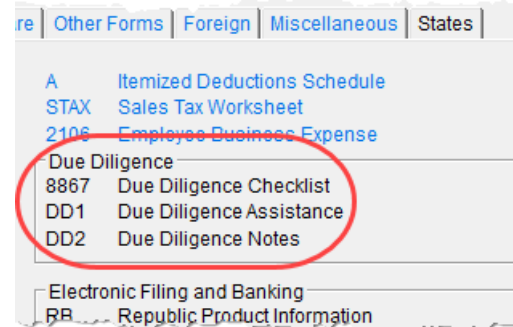 re Other Forms Foreign Miscellaneous States
A Itemized Deductions Schedule
STAX Sales Tax Worksheet
2106 Employee Business Expense
Due Diligence
8867 Due Diligence Checklist
DD1 Due Diligence Assistance
DD2 Due Diligence Notes
Electronic Filing and Banking
RB Republic Product Information